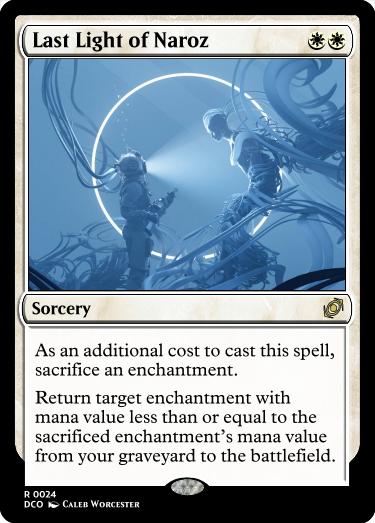 Last Light of Naroz
Sorcery
As an additional cost to cast this spell,
sacrifice an enchantment.
Return target enchantment with
mana value less than or equal to the
sacrificed enchantment's mana value
from your graveyard to the battlefield.
R 0024
DCO Caleb Worcester